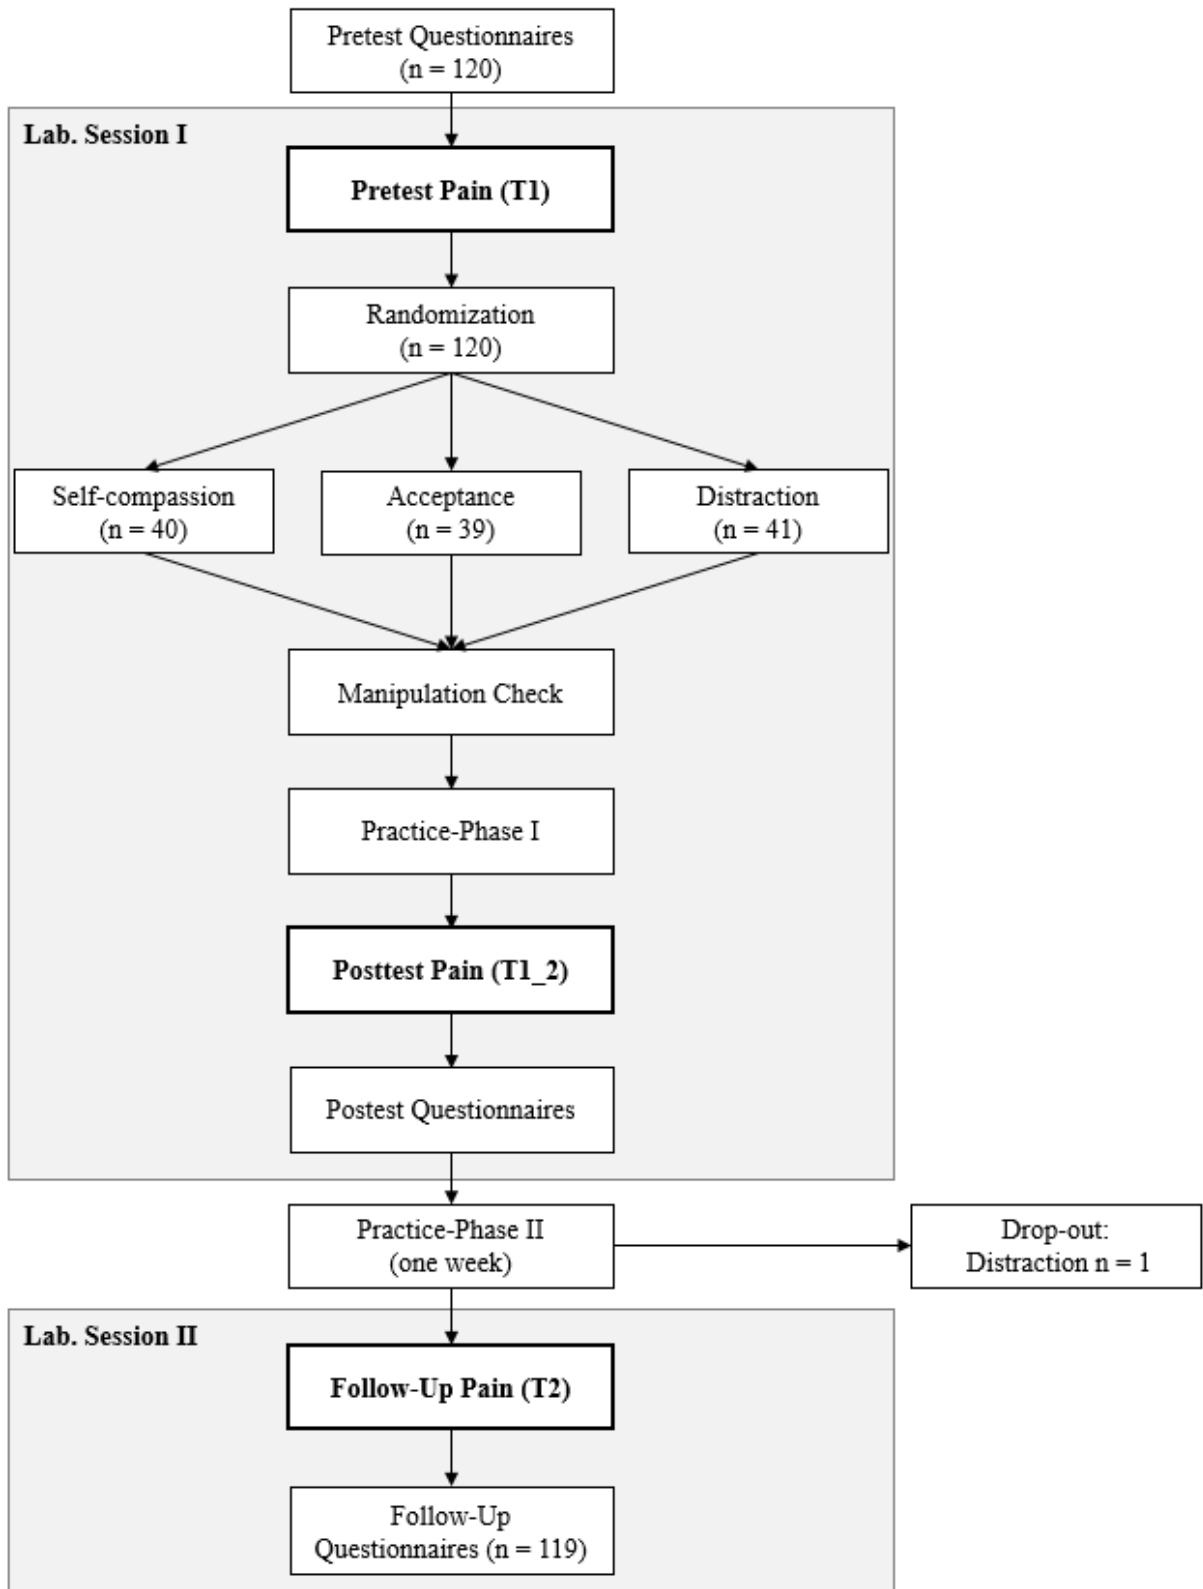 Pretest Questionnaires
(n = 120)
Lab. Session I
Pretest Pain (T1)
Randomization
(n = 120)
Self-compassion
(n = 40)
Acceptance
(n = 39)
Distraction
(n = 41)
Manipulation Check
Practice-Phase I
Posttest Pain (T1_2)
Postest Questionnaires
Practice-Phase II
(one week)
Drop-out:
Distraction n = 1
Lab. Session II
Follow-Up Pain (T2)
Follow-Up
Questionnaires (n = 119)